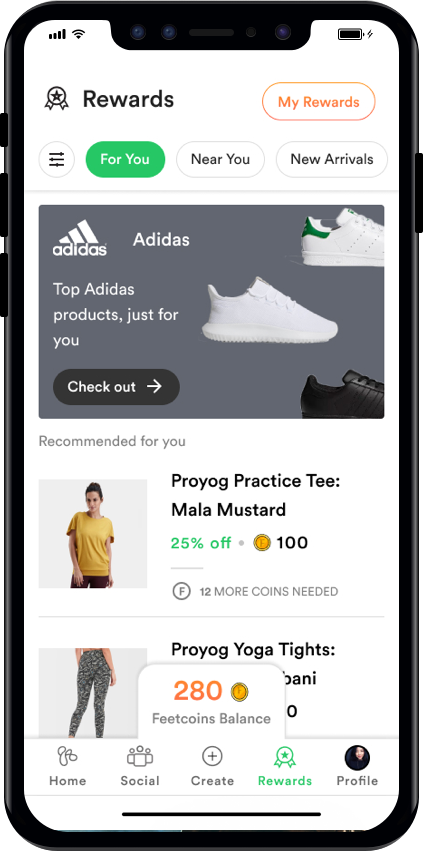 Rewards
My Rewards
For You
Near You
New Arrivals
adidas
Adidas
Top Adidas
products, just for
you
Check out
Recommended for you
Proyog Practice Tee:
Mala Mustard
25% off • F 100
F 12 MORE COINS NEEDED
Proyog Yoga Tights:
bani
0
280
Feetcoins Balance
Home
Social
Create
Rewards
Profile